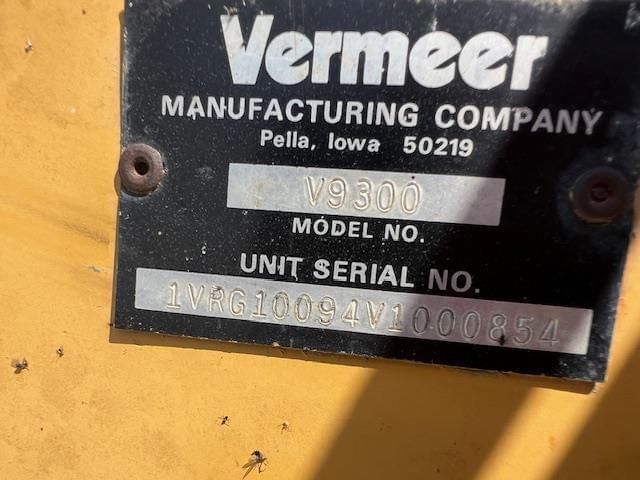 Vermeer
MANUFACTURING COMPANY
Pella, Iowa 50219
V9300
MODEL NO.
UNIT SERIAL NO.
1VRG10094V1000854